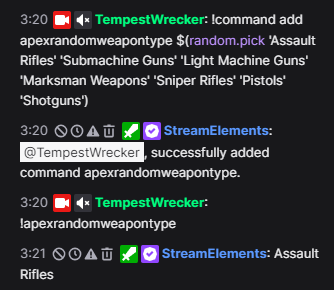 3:20 TempestWrecker: !command add
apexrandomweapontype $(random.pick 'Assault
Rifles' 'Submachine Guns' 'Light Machine Guns'
'Marksman Weapons' 'Sniper Rifles' 'Pistols'
'Shotguns')
3:20 StreamElements:
@TempestWrecker, successfully added
command apexrandomweapontype.
3:20 TempestWrecker:
!apexrandomweapontype
3:21 StreamElements: Assault
Rifles